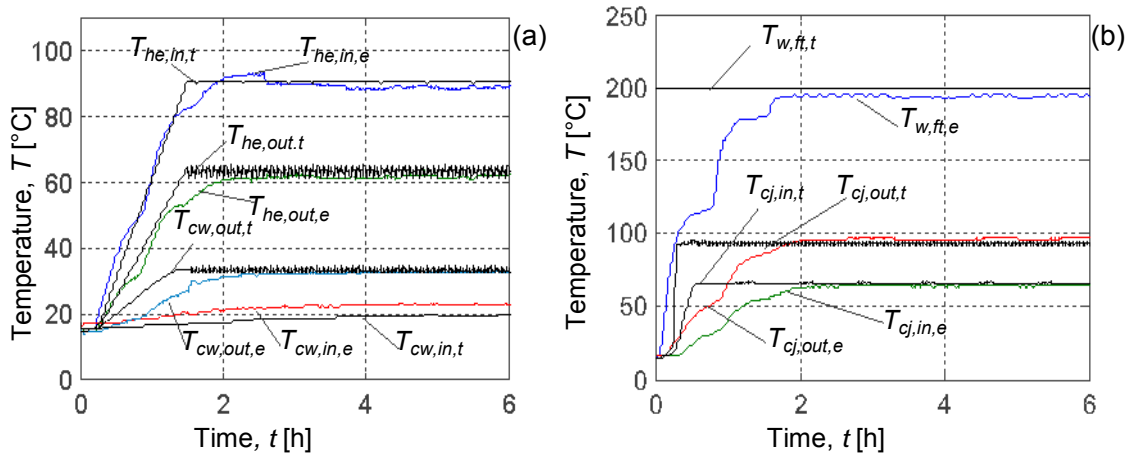 (a)
T_he,in,t
T_he,in,e
T_he,out.t
T_he,out,e
T_cw,out,t
T_cw,out,e
T_cw,in,e
T_cw,in,t
Temperature, T [°C]
100
80
60
40
20
0
0 2 4 6
Time, t [h]
(b)
T_w,ft,t
T_w,ft,e
T_cj,in,t
T_cj,out,t
T_cj,in,e
T_cj,out,e
Temperature, T [°C]
250
200
150
100
50
0
0 2 4 6
Time, t [h]